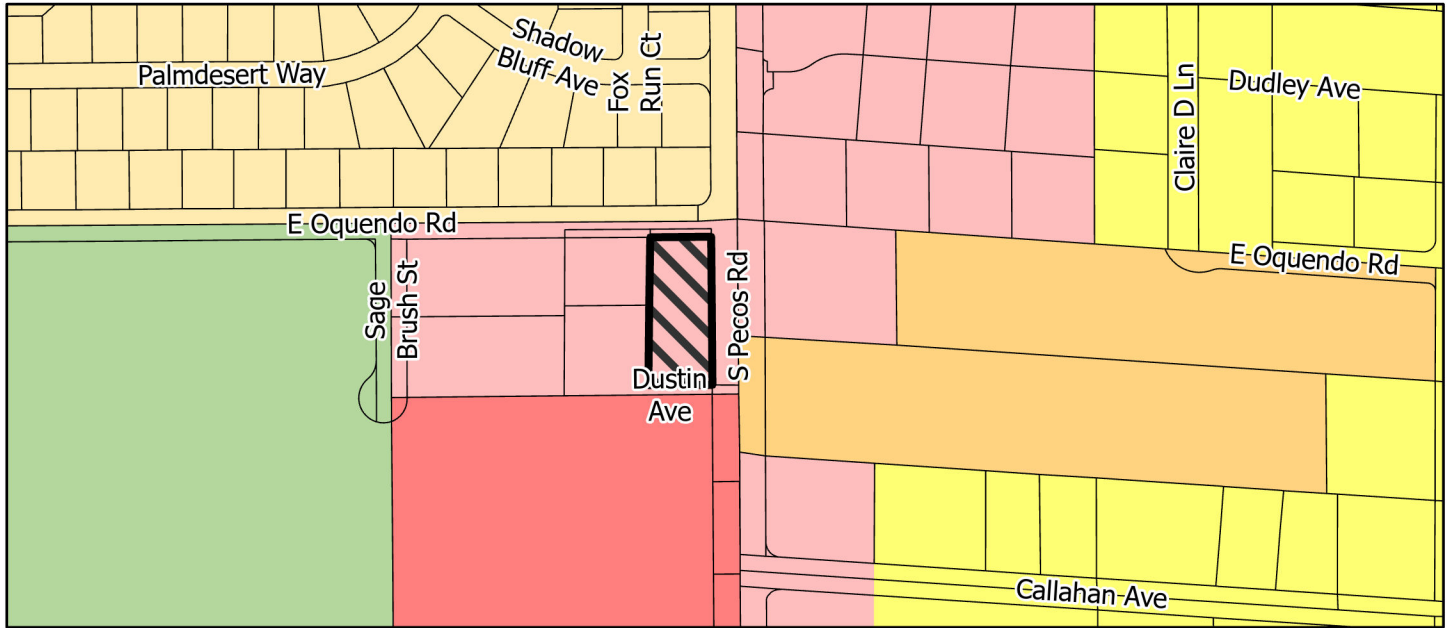 Shadow
Bluff Ave
Fox
Run Ct
Palmdesert Way
Dudley Ave
Claire D Ln
E Oquendo Rd
E Oquendo Rd
Sage
Brush St
S Pecos Rd
Dustin
Ave
Callahan Ave